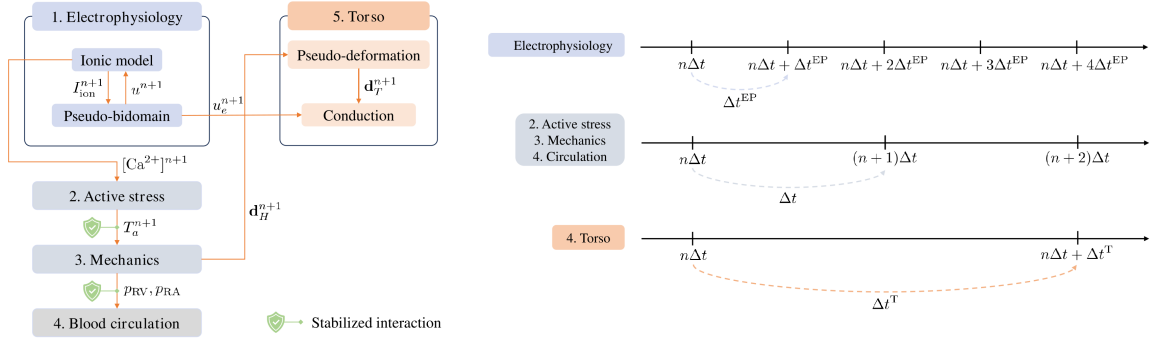 1. Electrophysiology
Ionic model
I_ion^{n+1}
u^{n+1}
Pseudo-bidomain
u_e^{n+1}
5. Torso
Pseudo-deformation
d_T^{n+1}
Conduction
[Ca^{2+}]^{n+1}
2. Active stress
T_a^{n+1}
d_H^{n+1}
3. Mechanics
p_RV, p_RA
4. Blood circulation
Stabilized interaction
Electrophysiology
nΔt
nΔt + Δt^{EP}
nΔt + 2Δt^{EP}
nΔt + 3Δt^{EP}
nΔt + 4Δt^{EP}
Δt^{EP}
2. Active stress
3. Mechanics
4. Circulation
nΔt
(n + 1)Δt
(n + 2)Δt
Δt
4. Torso
nΔt
nΔt + Δt^T
Δt^T